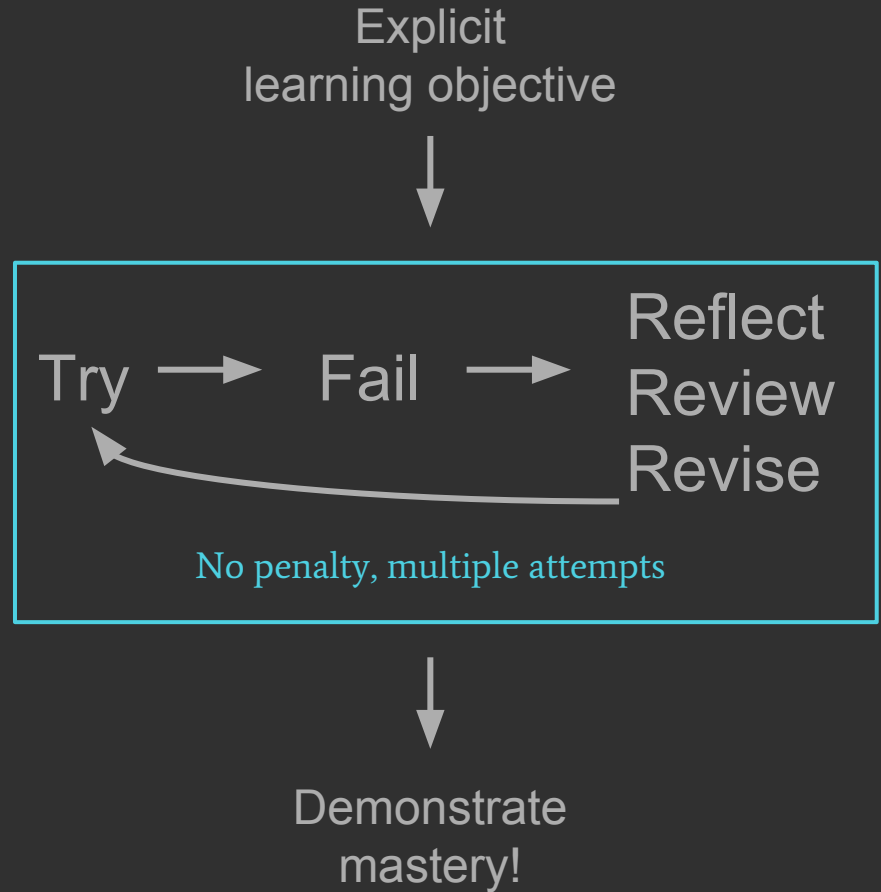 Explicit
learning objective
Try
Fail
Reflect
Review
Revise
No penalty, multiple attempts
Demonstrate
mastery!